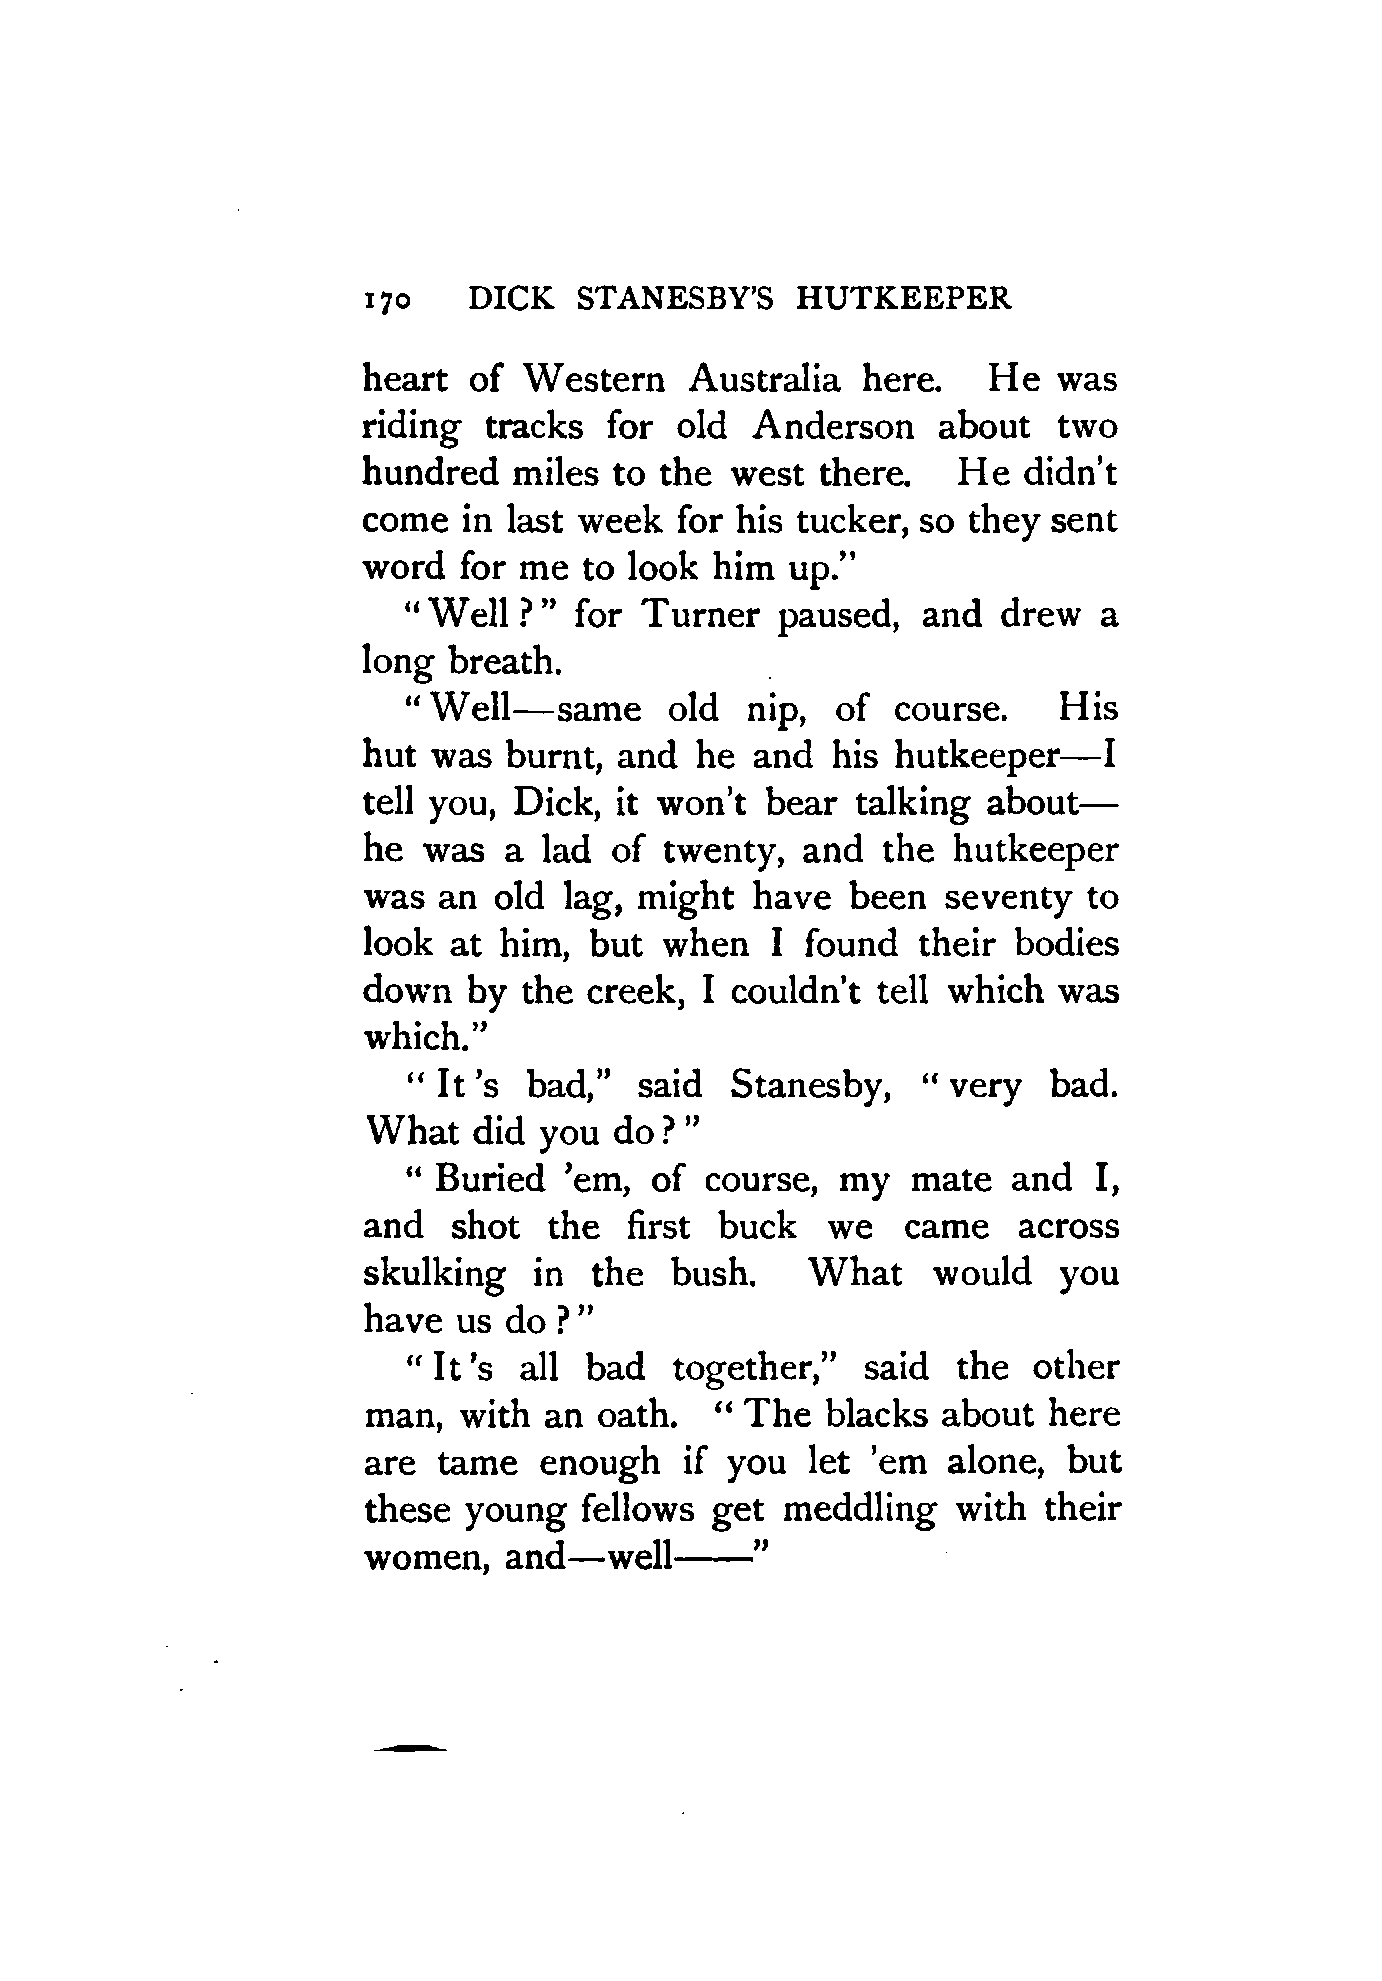 170 DICK STANESBY'S HUTKEEPER
heart of Western Australia here. He was
riding tracks for old Anderson about two
hundred miles to the west there. He didn't
come in last week for his tucker, so they sent
word for me to look him up."
"Well?" for Turner paused, and drew a
long breath.
"Well—same old nip, of course. His
hut was burnt, and he and his hutkeeper—I
tell you, Dick, it won't bear talking about—
he was a lad of twenty, and the hutkeeper
was an old lag, might have been seventy to
look at him, but when I found their bodies
down by the creek, I couldn't tell which was
which."
"It's bad," said Stanesby, "very bad.
What did you do?"
"Buried 'em, of course, my mate and I,
and shot the first buck we came across
skulking in the bush. What would you
have us do?"
"It's all bad together," said the other
man, with an oath. "The blacks about here
are tame enough if you let 'em alone, but
these young fellows get meddling with their
women, and—well——"